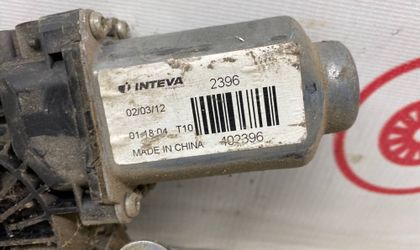 INTEVA 2396
02/03/12
01:18:04 T10
MADE IN CHINA 402396